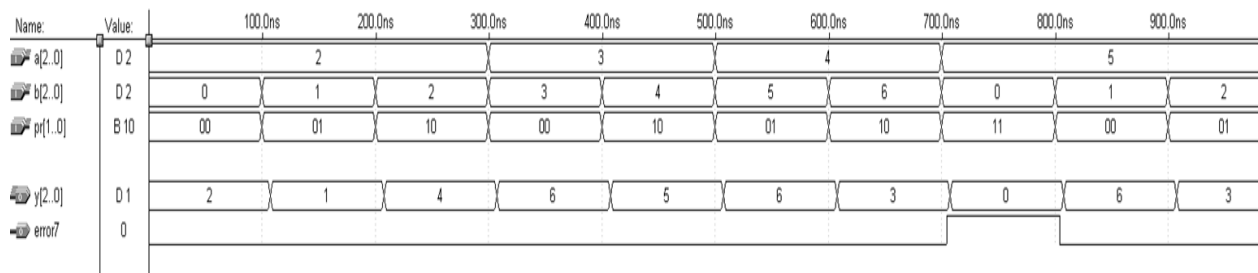 Name: Value: 100.0ns 200.0ns 300.0ns 400.0ns 500.0ns 600.0ns 700.0ns 800.0ns 900.0ns
a[2..0] D 2 2 3 4 5
b[2..0] D 2 0 1 2 3 4 5 6 0 1 2
pr[1..0] B 10 00 01 10 00 10 01 10 11 00 01
y[2..0] D 1 2 1 4 6 5 6 3 0 6 3
error7 0